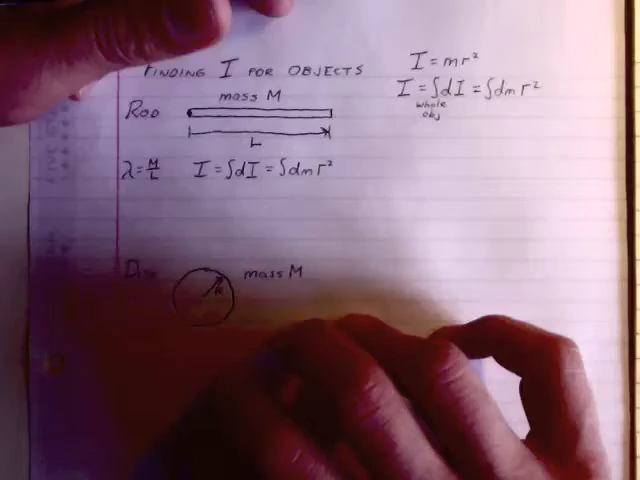 FINDING I FOR OBJECTS
I = mr²
I = ∫dI = ∫dm r²
whole
obj
mass M
ROD
L
λ = M/L I = ∫dI = ∫dm r²
mass M
R